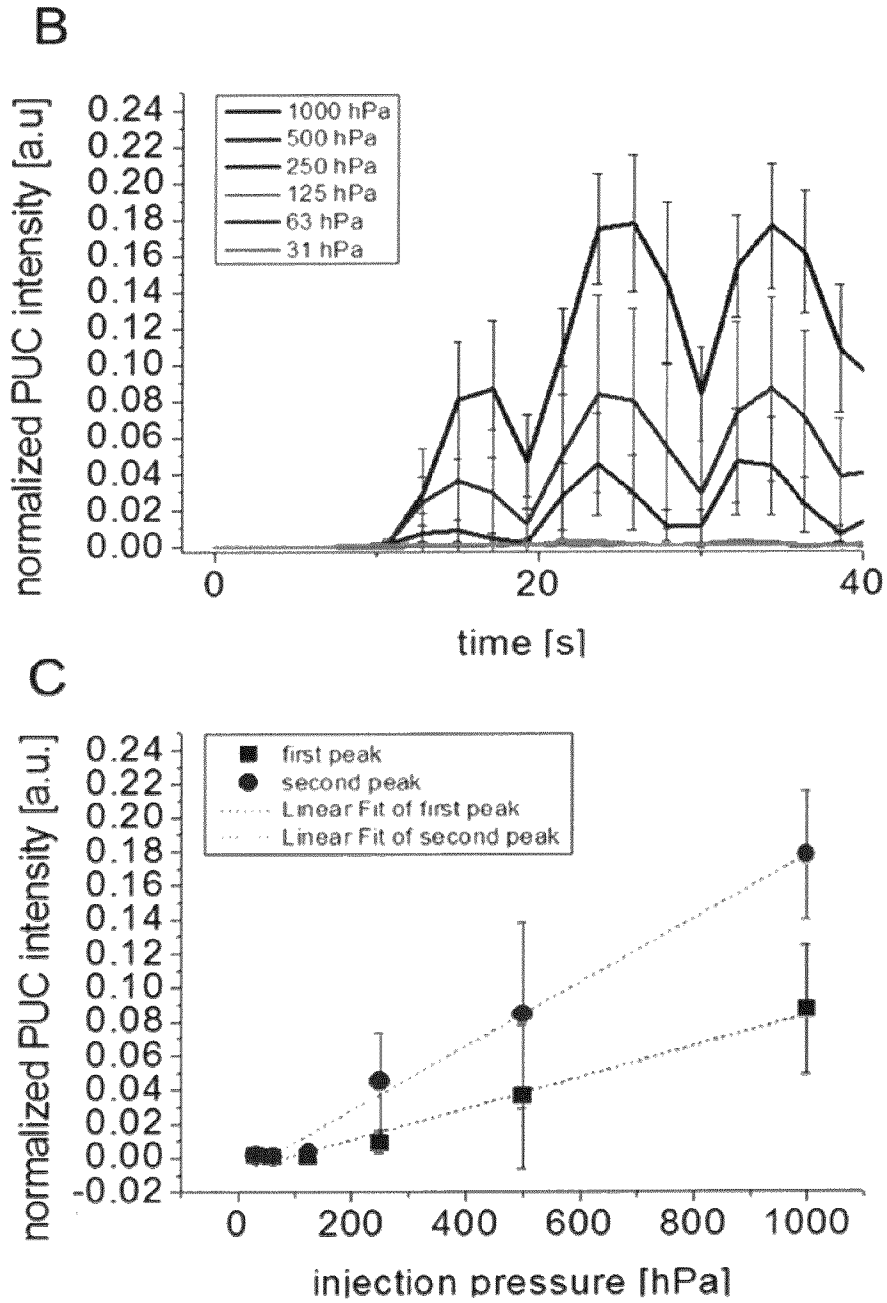 B
normalized PUC intensity [a.u]
0.24
0.22
0.20
0.18
0.16
0.14
0.12
0.10
0.08
0.06
0.04
0.02
0.00
1000 hPa
500 hPa
250 hPa
125 hPa
63 hPa
31 hPa
0 20 40
time [s]
C
normalized PUC intensity [a.u.]
0.24
0.22
0.20
0.18
0.16
0.14
0.12
0.10
0.08
0.06
0.04
0.02
0.00
-0.02
first peak
second peak
Linear Fit of first peak
Linear Fit of second peak
0 200 400 600 800 1000
injection pressure [hPa]